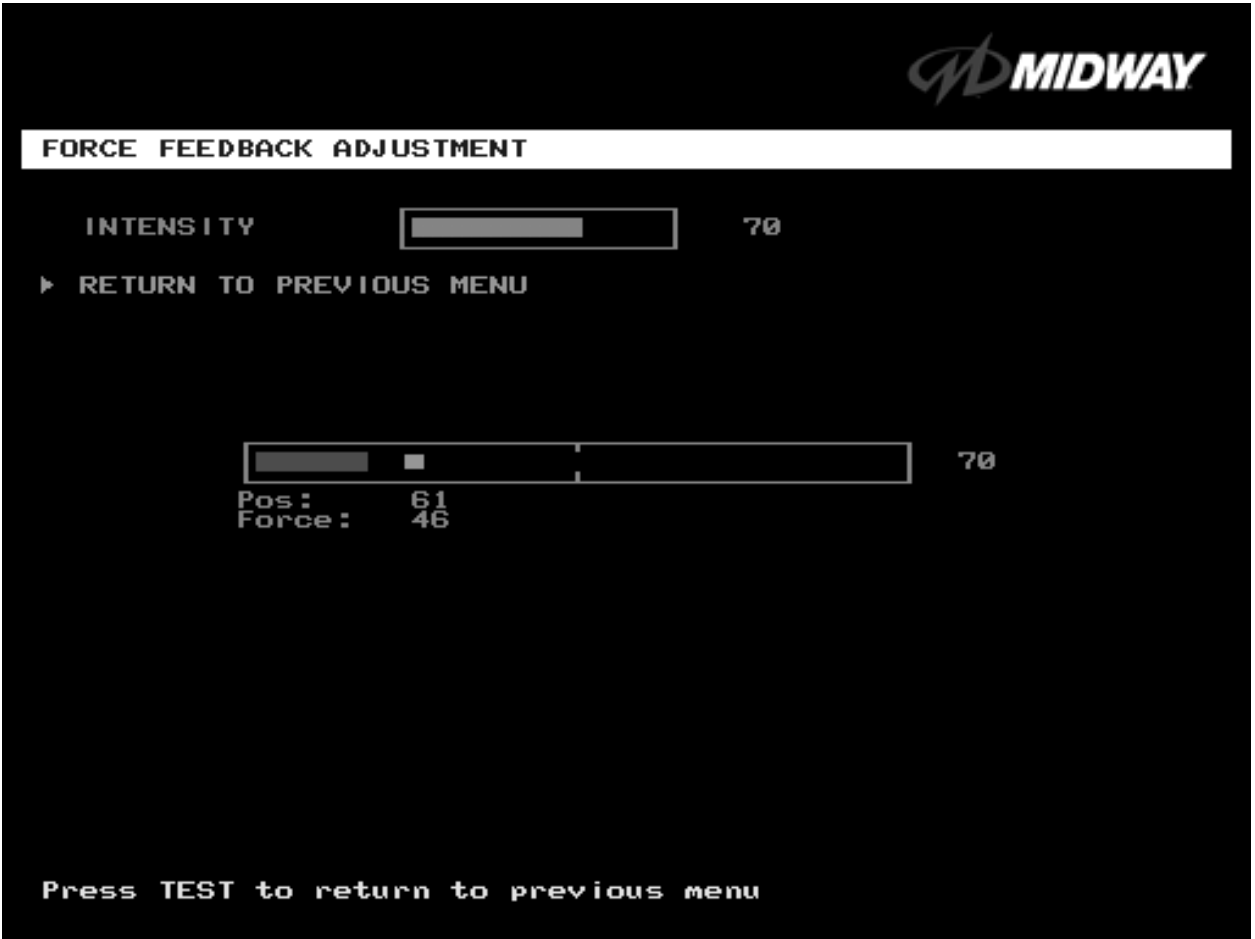 MIDWAY
FORCE FEEDBACK ADJUSTMENT
INTENSITY 70
RETURN TO PREVIOUS MENU
70
Pos: 61
Force: 46
Press TEST to return to previous menu